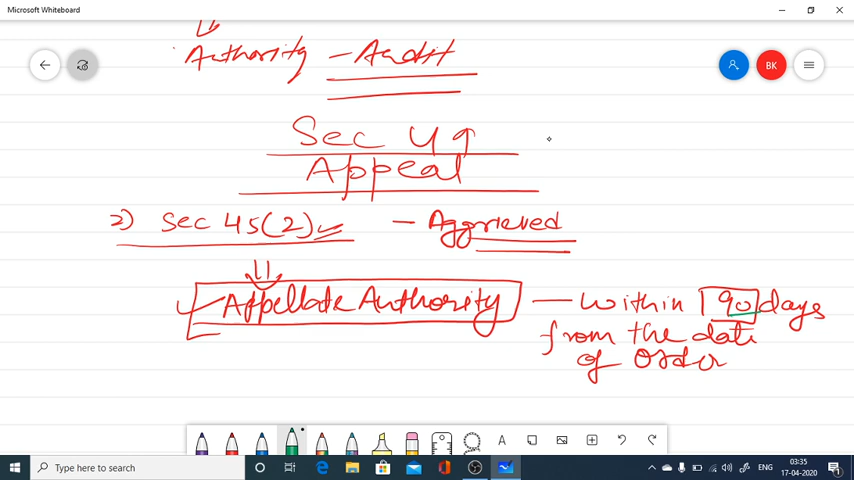 Microsoft Whiteboard
Authority - Audit
BK
Sec 49
Appeal
2) Sec 45(2) - Aggrieved
Appellate Authority - within 90 days
from the date
of Order
A
Type here to search
ENG
03:35
17-04-2020